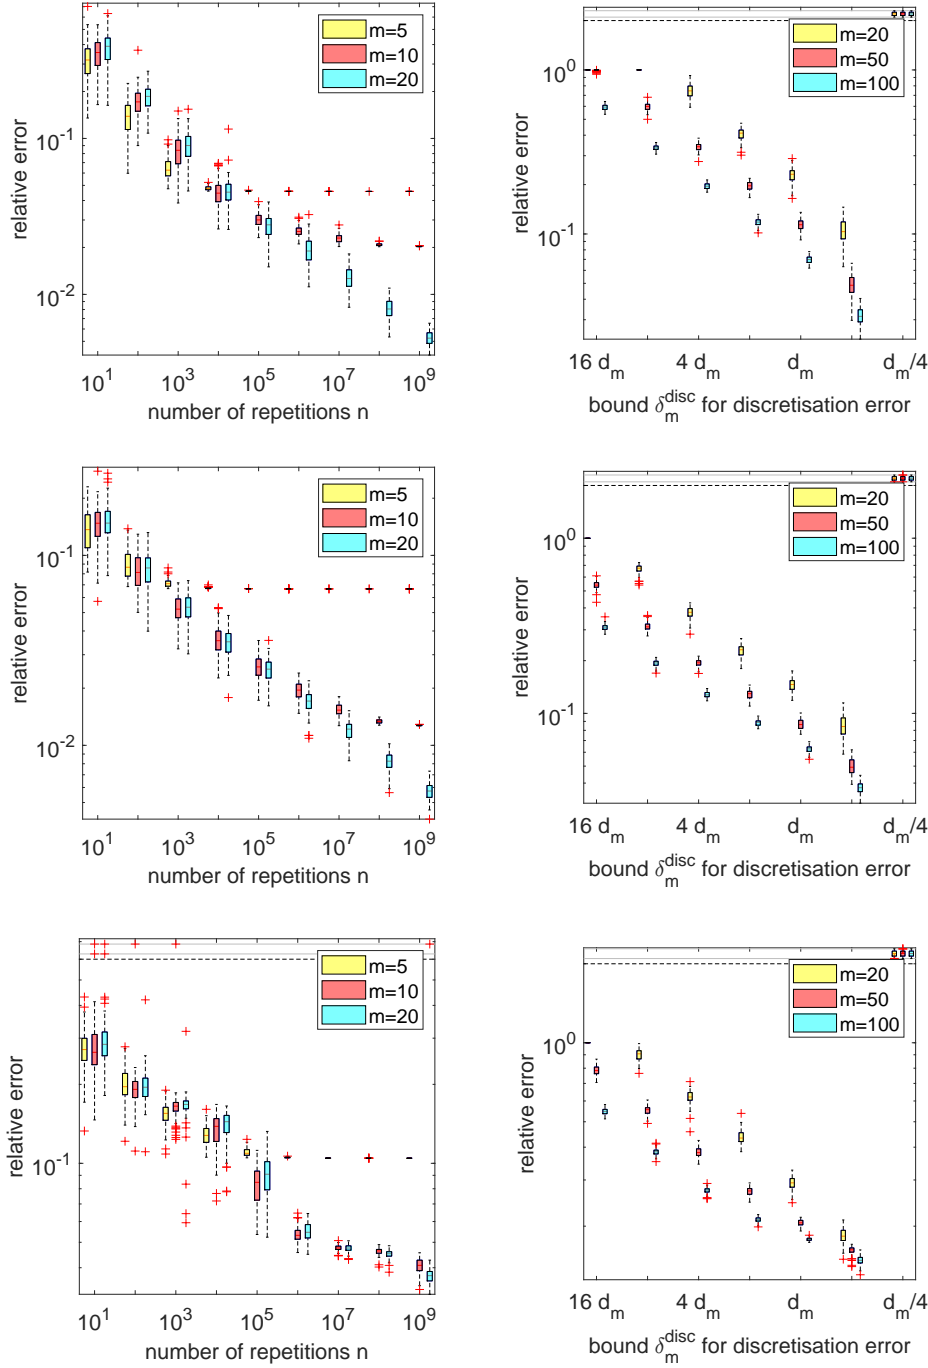 relative error
10^-1
10^-2
m=5
m=10
m=20
10^1 10^3 10^5 10^7 10^9
number of repetitions n
relative error
10^0
10^-1
m=20
m=50
m=100
16 d_m 4 d_m d_m d_m/4
bound δ_m^disc for discretisation error
relative error
10^-1
10^-2
m=5
m=10
m=20
10^1 10^3 10^5 10^7 10^9
number of repetitions n
relative error
10^0
10^-1
m=20
m=50
m=100
16 d_m 4 d_m d_m d_m/4
bound δ_m^disc for discretisation error
relative error
10^-1
m=5
m=10
m=20
10^1 10^3 10^5 10^7 10^9
number of repetitions n
relative error
10^0
m=20
m=50
m=100
16 d_m 4 d_m d_m d_m/4
bound δ_m^disc for discretisation error